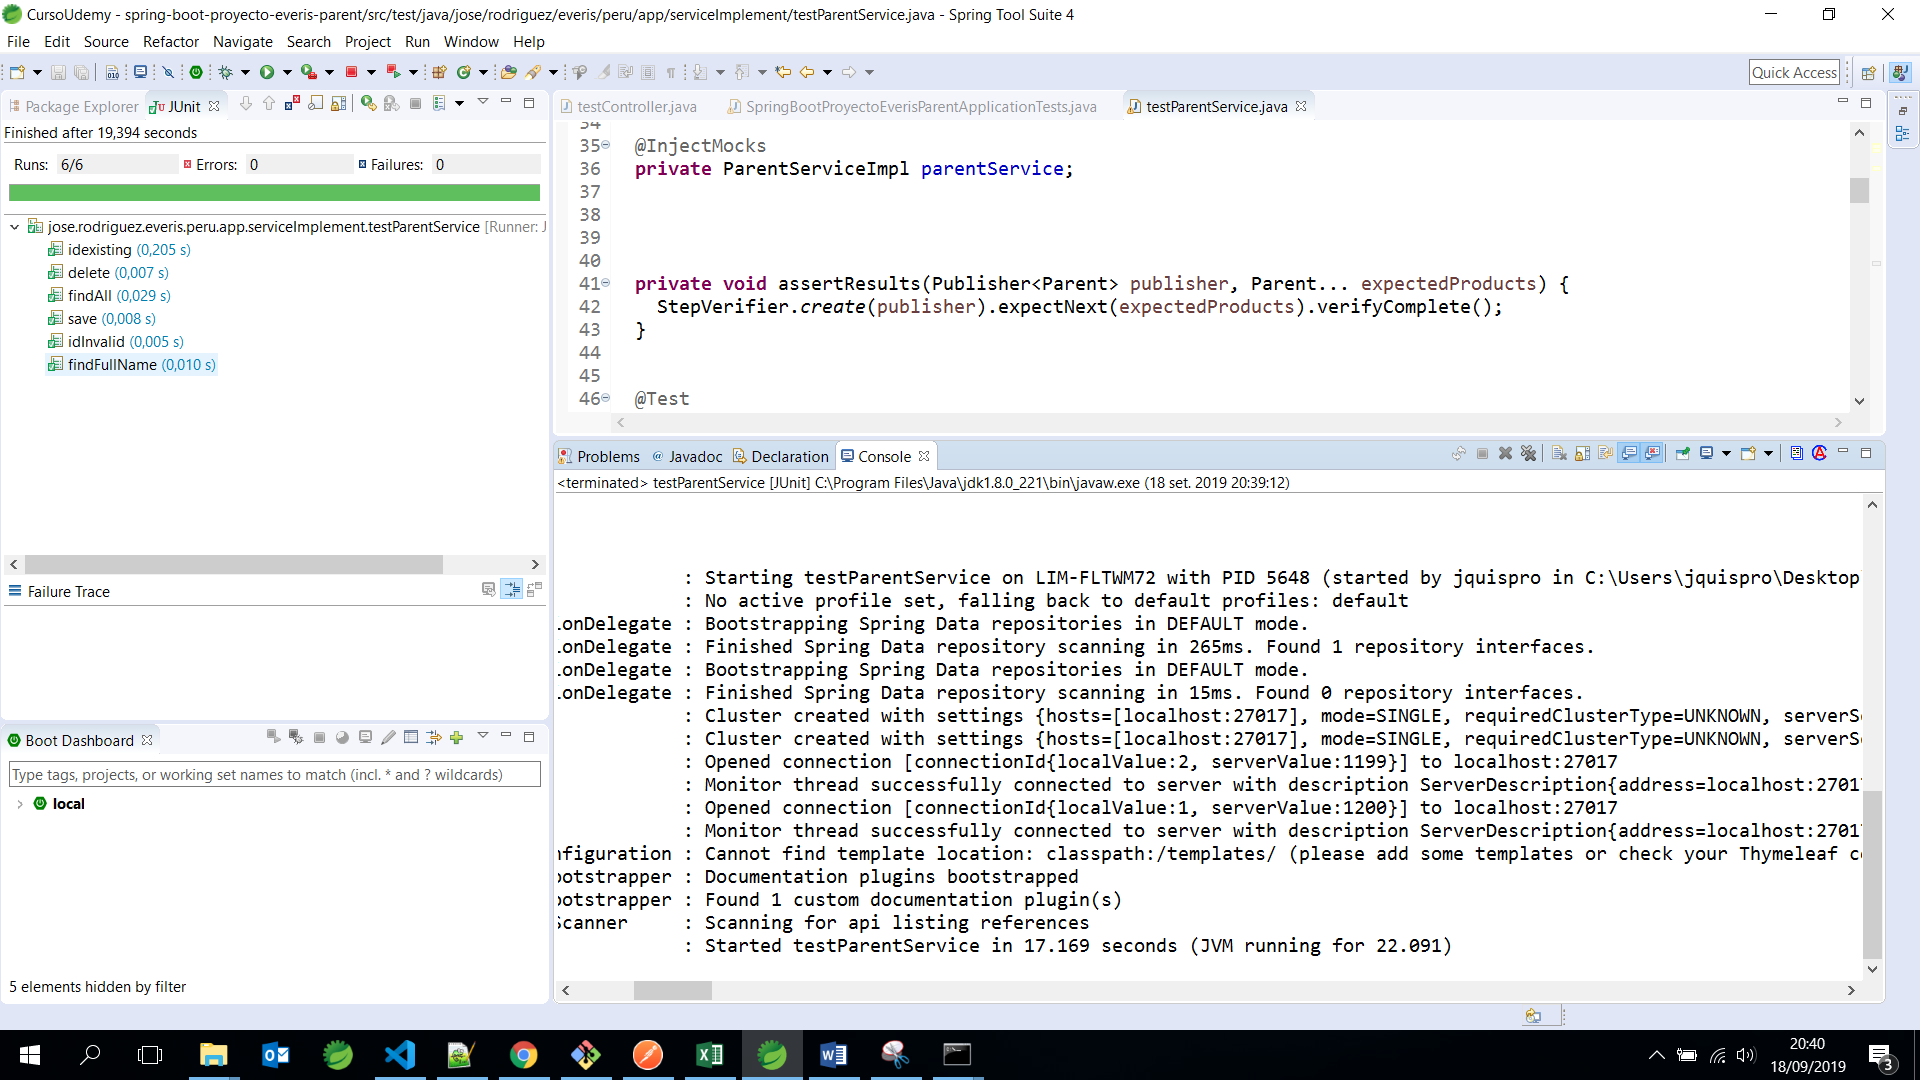 CursoUdemy - spring-boot-proyecto-everis-parent/src/test/java/jose/rodriguez/everis/peru/app/serviceImplement/testParentService.java - Spring Tool Suite 4
File Edit Source Refactor Navigate Search Project Run Window Help
Quick Access
Package Explorer JUnit
Finished after 19,394 seconds
Runs: 6/6 Errors: 0 Failures: 0
jose.rodriguez.everis.peru.app.serviceImplement.testParentService [Runner: J
idexisting (0,205 s)
delete (0,007 s)
findAll (0,029 s)
save (0,008 s)
idInvalid (0,005 s)
findFullName (0,010 s)
Failure Trace
Boot Dashboard
Type tags, projects, or working set names to match (incl. * and ? wildcards)
local
5 elements hidden by filter
testController.java SpringBootProyectoEverisParentApplicationTests.java testParentService.java
34
35 @InjectMocks
36 private ParentServiceImpl parentService;
37
38
39
40
41 private void assertResults(Publisher<Parent> publisher, Parent... expectedProducts) {
42 StepVerifier.create(publisher).expectNext(expectedProducts).verifyComplete();
43 }
44
45
46 @Test
Problems @ Javadoc Declaration Console
<terminated> testParentService [JUnit] C:\Program Files\Java\jdk1.8.0_221\bin\javaw.exe (18 set. 2019 20:39:12)
: Starting testParentService on LIM-FLTWM72 with PID 5648 (started by jquispro in C:\Users\jquispro\Desktop
: No active profile set, falling back to default profiles: default
ionDelegate : Bootstrapping Spring Data repositories in DEFAULT mode.
ionDelegate : Finished Spring Data repository scanning in 265ms. Found 1 repository interfaces.
ionDelegate : Bootstrapping Spring Data repositories in DEFAULT mode.
ionDelegate : Finished Spring Data repository scanning in 15ms. Found 0 repository interfaces.
: Cluster created with settings {hosts=[localhost:27017], mode=SINGLE, requiredClusterType=UNKNOWN, serverSe
: Cluster created with settings {hosts=[localhost:27017], mode=SINGLE, requiredClusterType=UNKNOWN, serverSe
: Opened connection [connectionId{localValue:2, serverValue:1199}] to localhost:27017
: Monitor thread successfully connected to server with description ServerDescription{address=localhost:27017
: Opened connection [connectionId{localValue:1, serverValue:1200}] to localhost:27017
: Monitor thread successfully connected to server with description ServerDescription{address=localhost:27017
nfiguration : Cannot find template location: classpath:/templates/ (please add some templates or check your Thymeleaf co
ootstrapper : Documentation plugins bootstrapped
ootstrapper : Found 1 custom documentation plugin(s)
Scanner : Scanning for api listing references
: Started testParentService in 17.169 seconds (JVM running for 22.091)
20:40
18/09/2019
3